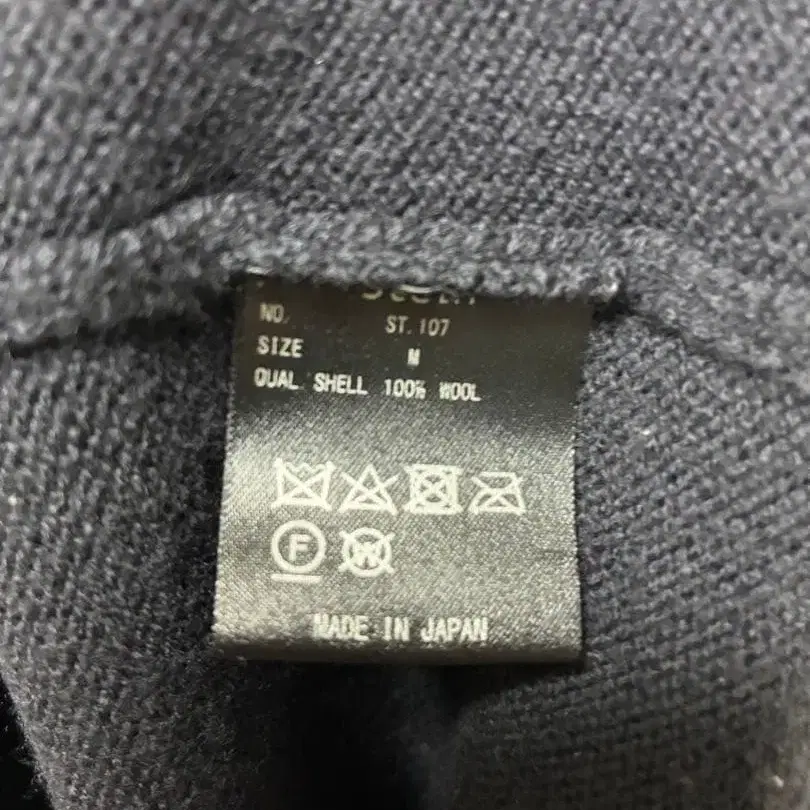 NO. ST.107
SIZE M
QUAL SHELL 100% WOOL
F W
MADE IN JAPAN